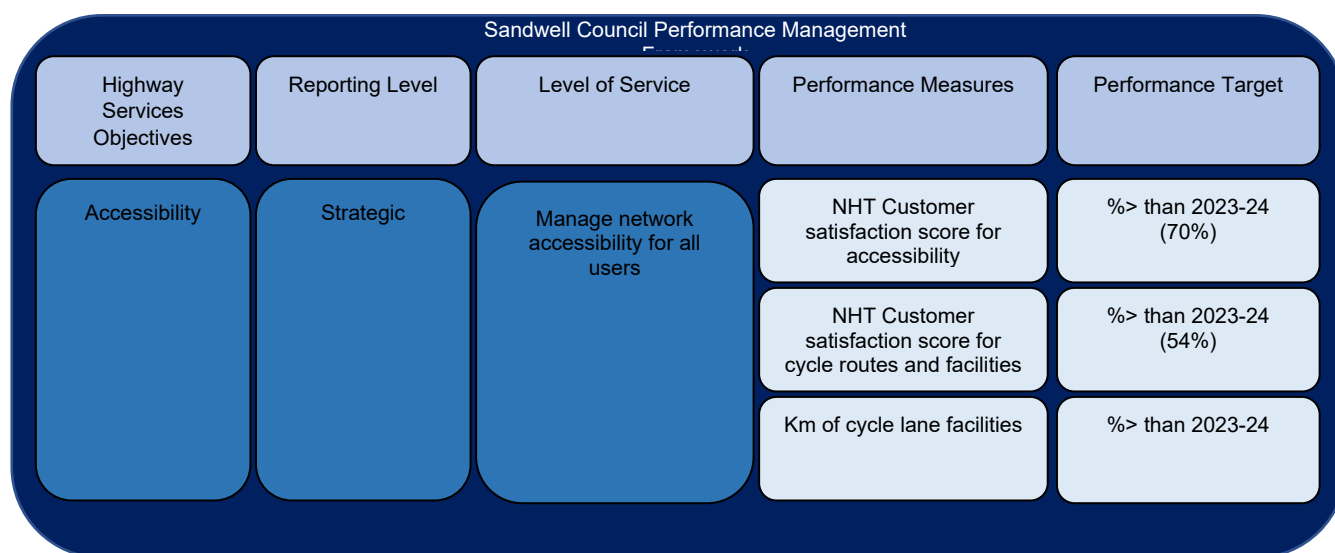 Sandwell Council Performance Management
Highway
Services
Objectives
Reporting Level
Level of Service
Performance Measures
Performance Target
Accessibility
Strategic
Manage network
accessibility for all
users
NHT Customer
satisfaction score for
accessibility
%> than 2023-24
(70%)
NHT Customer
satisfaction score for
cycle routes and facilities
%> than 2023-24
(54%)
Km of cycle lane facilities
%> than 2023-24